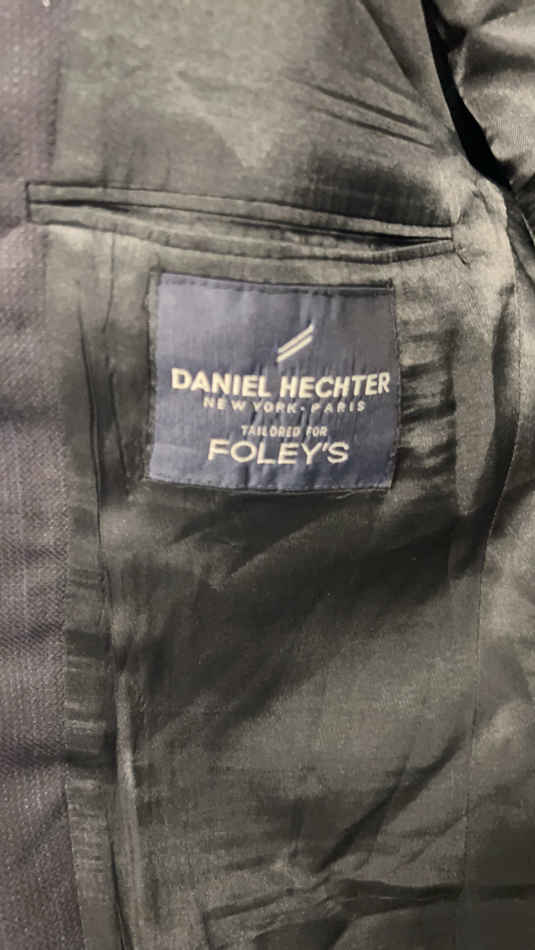 DANIEL HECHTER
NEW YORK - PARIS
TAILORED FOR
FOLEY'S